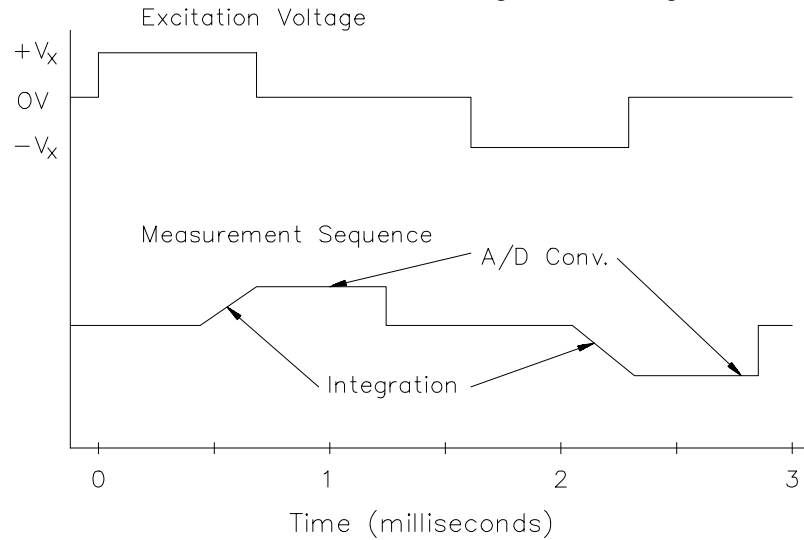 Excitation Voltage
+Vx
0V
−Vx
Measurement Sequence
A/D Conv.
Integration
0 1 2 3
Time (milliseconds)